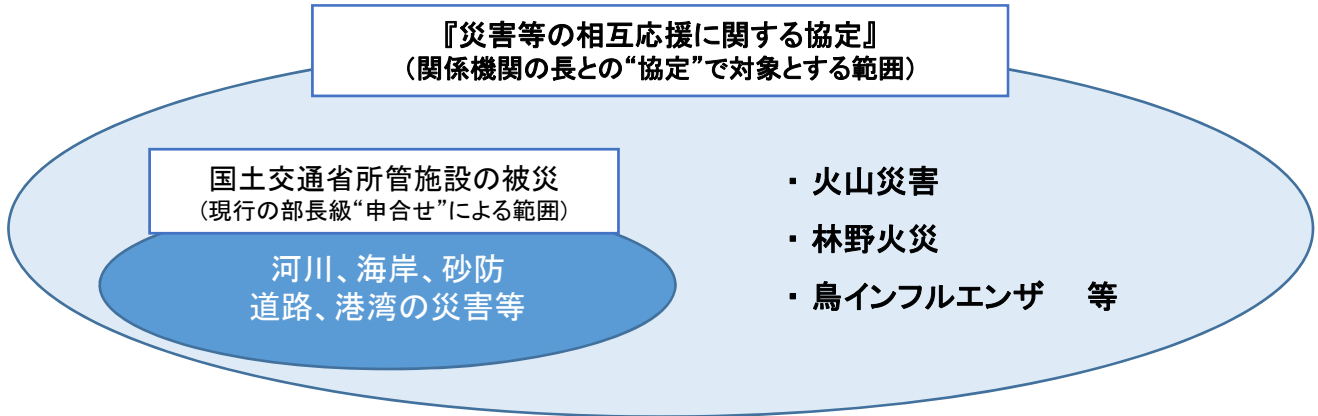 『災害等の相互応援に関する協定』
（関係機関の長との“協定”で対象とする範囲）
国土交通省所管施設の被災
（現行の部長級“申合せ”による範囲）
河川、海岸、砂防
道路、港湾の災害等
・ 火山災害
・ 林野火災
・ 鳥インフルエンザ　等